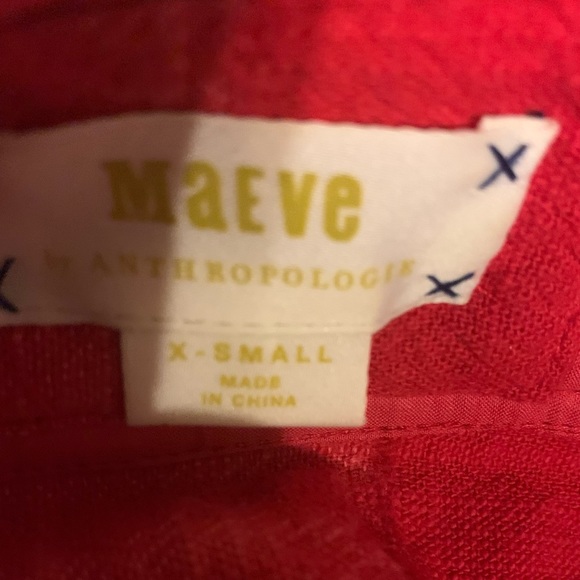 MaEve
by ANTHROPOLOGIE
X-SMALL
MADE
IN CHINA